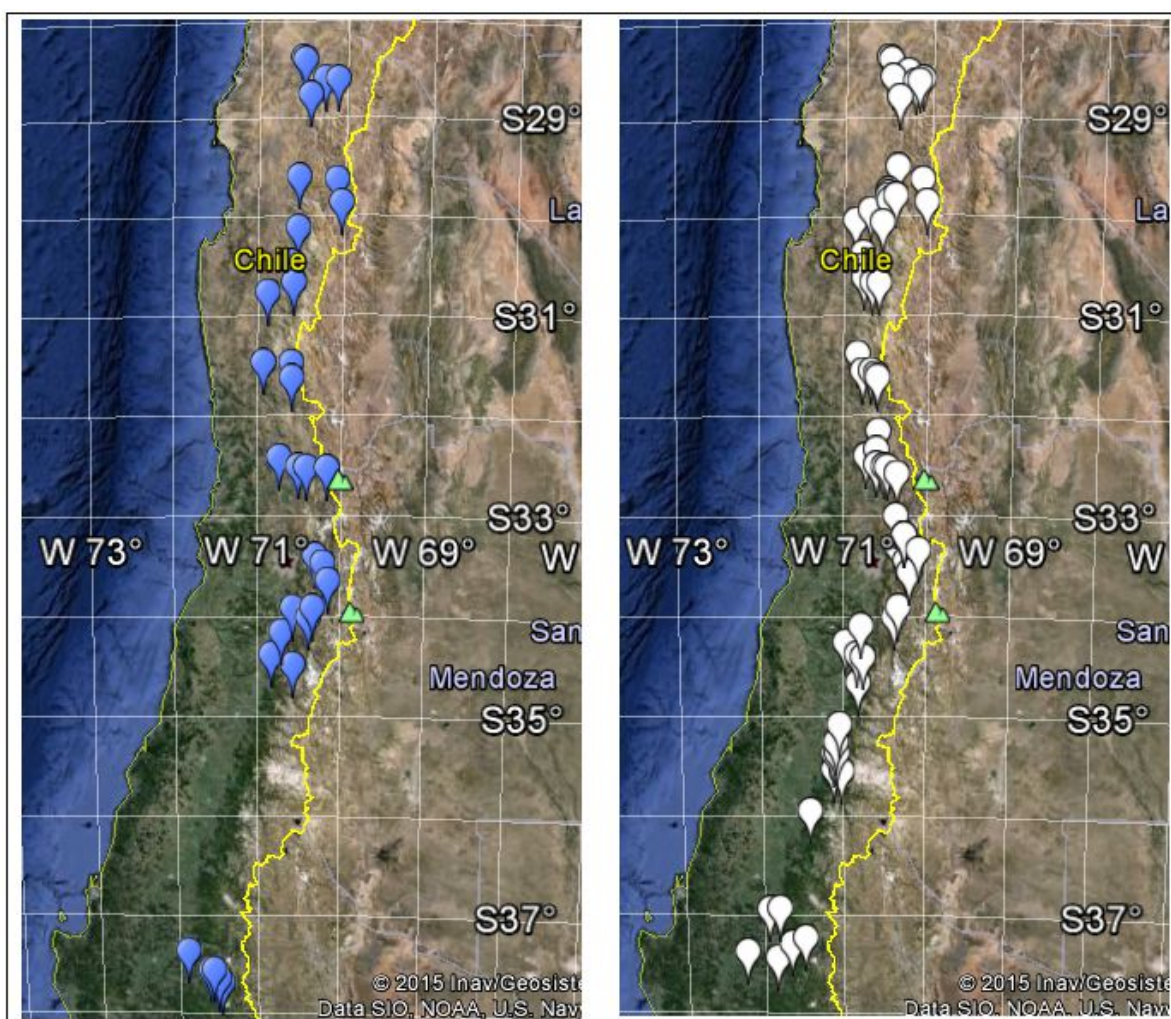 S29°
La
Chile
S31°
S33°
W 73°
W 71°
W 69°
W
San
Mendoza
S35°
S37°
© 2015 Inav/Geosiste
Data SIO, NOAA, U.S. Navy
S29°
La
Chile
S31°
S33°
W 73°
W 71°
W 69°
W
San
Mendoza
S35°
S37°
© 2015 Inav/Geosiste
Data SIO, NOAA, U.S. Navy